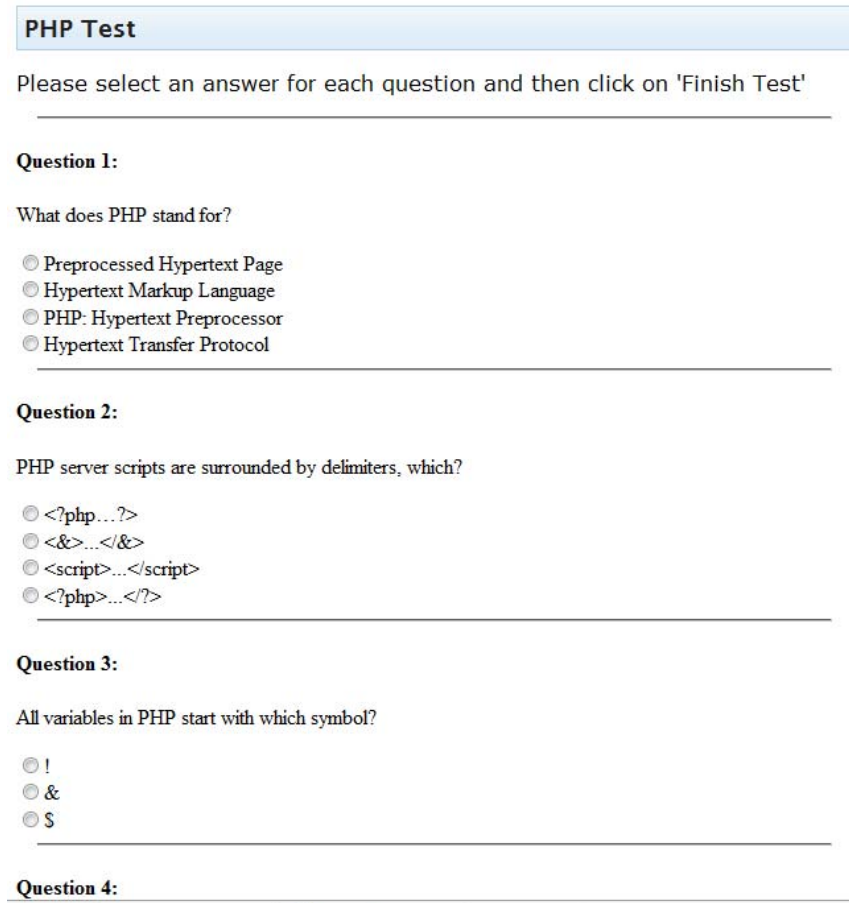 PHP Test
Please select an answer for each question and then click on 'Finish Test'
Question 1:
What does PHP stand for?
Preprocessed Hypertext Page
Hypertext Markup Language
PHP: Hypertext Preprocessor
Hypertext Transfer Protocol
Question 2:
PHP server scripts are surrounded by delimiters, which?
<?php…?>
<&>...</&>
<script>...</script>
<?php>...</?>
Question 3:
All variables in PHP start with which symbol?
!
&
$
Question 4: